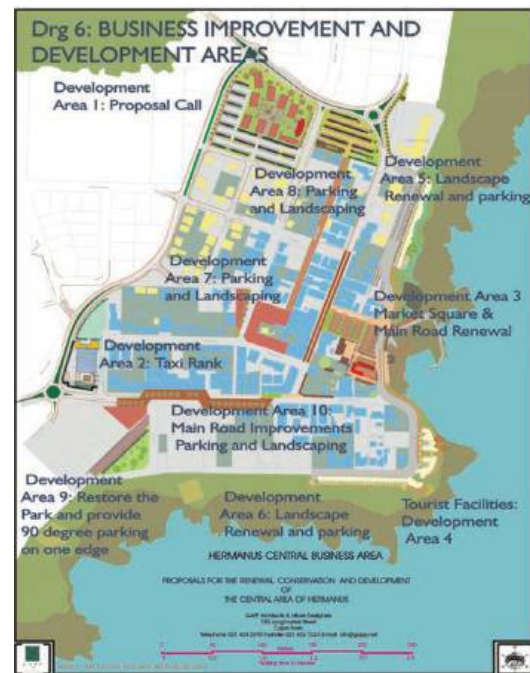 Drg 6: BUSINESS IMPROVEMENT AND
DEVELOPMENT AREAS
Development
Area 1: Proposal Call
Development
Area 5: Landscape
Renewal and parking
Development
Area 8: Parking
and Landscaping
Development
Area 7: Parking
and Landscaping
Development Area 3
Market Square &
Main Road Renewal
Development
Area 2: Taxi Rank
Development Area 10:
Main Road Improvements
Parking and Landscaping
Development
Area 9: Restore the
Park and provide
90 degree parking
on one edge
Development
Area 6: Landscape
Renewal and parking
Tourist Facilities:
Development
Area 4
HERMANUS CENTRAL BUSINESS AREA
PROPOSALS FOR THE RENEWAL CONSERVATION AND DEVELOPMENT
OF
THE CENTRAL AREA OF HERMANUS